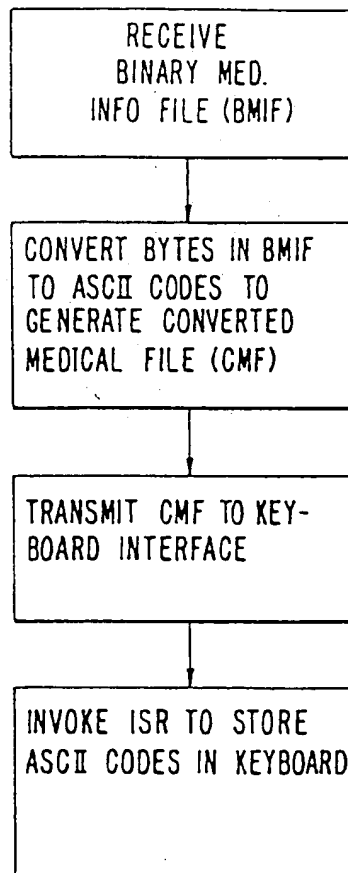 RECEIVE
BINARY MED.
INFO FILE (BMIF)
CONVERT BYTES IN BMIF
TO ASCII CODES TO
GENERATE CONVERTED
MEDICAL FILE (CMF)
TRANSMIT CMF TO KEY-
BOARD INTERFACE
INVOKE ISR TO STORE
ASCII CODES IN KEYBOARD